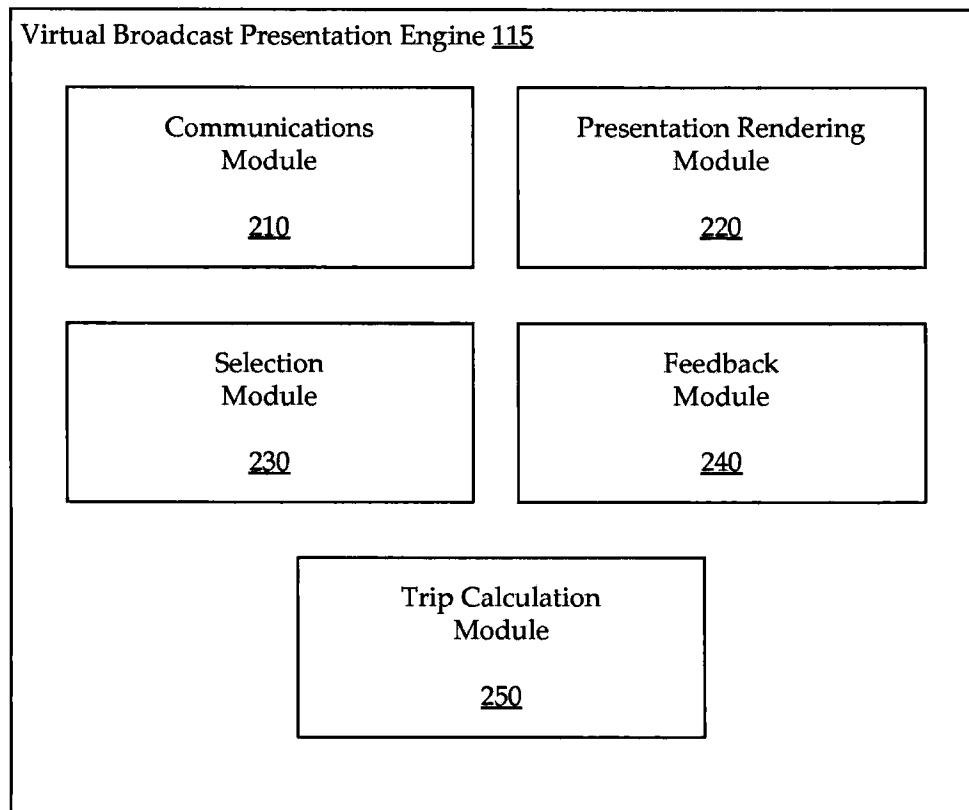 Virtual Broadcast Presentation Engine 115
Communications
Module
210
Presentation Rendering
Module
220
Selection
Module
230
Feedback
Module
240
Trip Calculation
Module
250